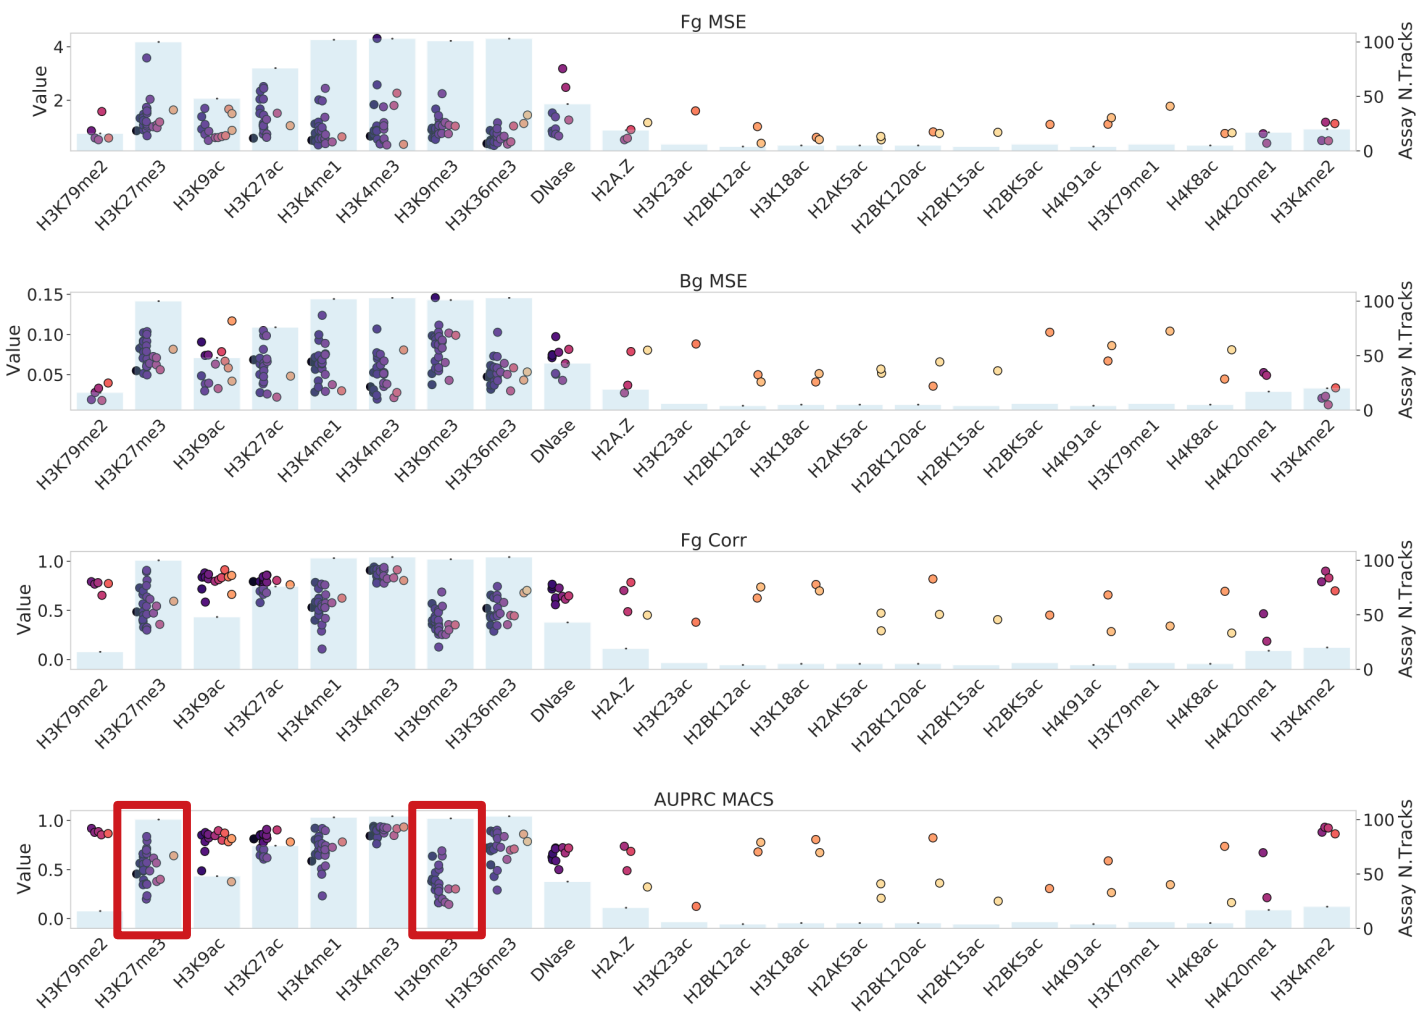 Fg MSE
Value
4
2
100
50
0
Assay N.Tracks
H3K79me2 H3K27me3 H3K9ac H3K27ac H3K4me1 H3K4me3 H3K9me3 H3K36me3 DNase H2A.Z H3K23ac H2BK12ac H3K18ac H2AK5ac H2BK120ac H2BK15ac H2BK5ac H4K91ac H3K79me1 H4K8ac H4K20me1 H3K4me2
Bg MSE
Value
0.15
0.10
0.05
100
50
0
Assay N.Tracks
H3K79me2 H3K27me3 H3K9ac H3K27ac H3K4me1 H3K4me3 H3K9me3 H3K36me3 DNase H2A.Z H3K23ac H2BK12ac H3K18ac H2AK5ac H2BK120ac H2BK15ac H2BK5ac H4K91ac H3K79me1 H4K8ac H4K20me1 H3K4me2
Fg Corr
Value
1.0
0.5
0.0
100
50
0
Assay N.Tracks
H3K79me2 H3K27me3 H3K9ac H3K27ac H3K4me1 H3K4me3 H3K9me3 H3K36me3 DNase H2A.Z H3K23ac H2BK12ac H3K18ac H2AK5ac H2BK120ac H2BK15ac H2BK5ac H4K91ac H3K79me1 H4K8ac H4K20me1 H3K4me2
AUPRC MACS
Value
1.0
0.5
0.0
100
50
0
Assay N.Tracks
H3K79me2 H3K27me3 H3K9ac H3K27ac H3K4me1 H3K4me3 H3K9me3 H3K36me3 DNase H2A.Z H3K23ac H2BK12ac H3K18ac H2AK5ac H2BK120ac H2BK15ac H2BK5ac H4K91ac H3K79me1 H4K8ac H4K20me1 H3K4me2